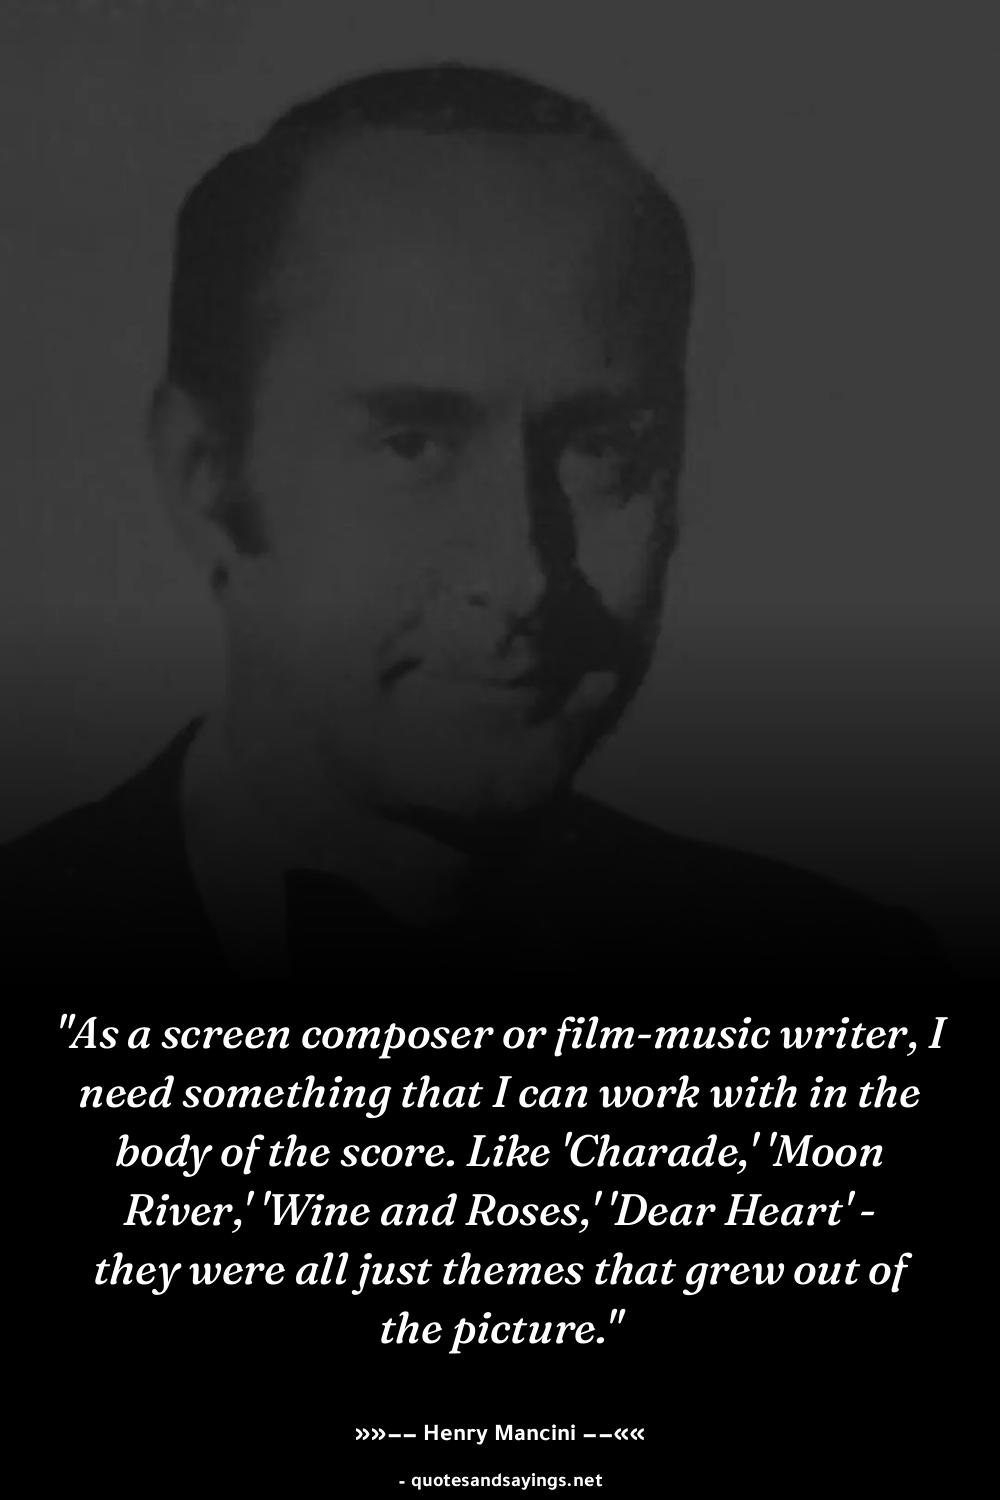 "As a screen composer or film-music writer, I
need something that I can work with in the
body of the score. Like 'Charade,' 'Moon
River,' 'Wine and Roses,' 'Dear Heart' -
they were all just themes that grew out of
the picture."
»»−− Henry Mancini −−««
- quotesandsayings.net